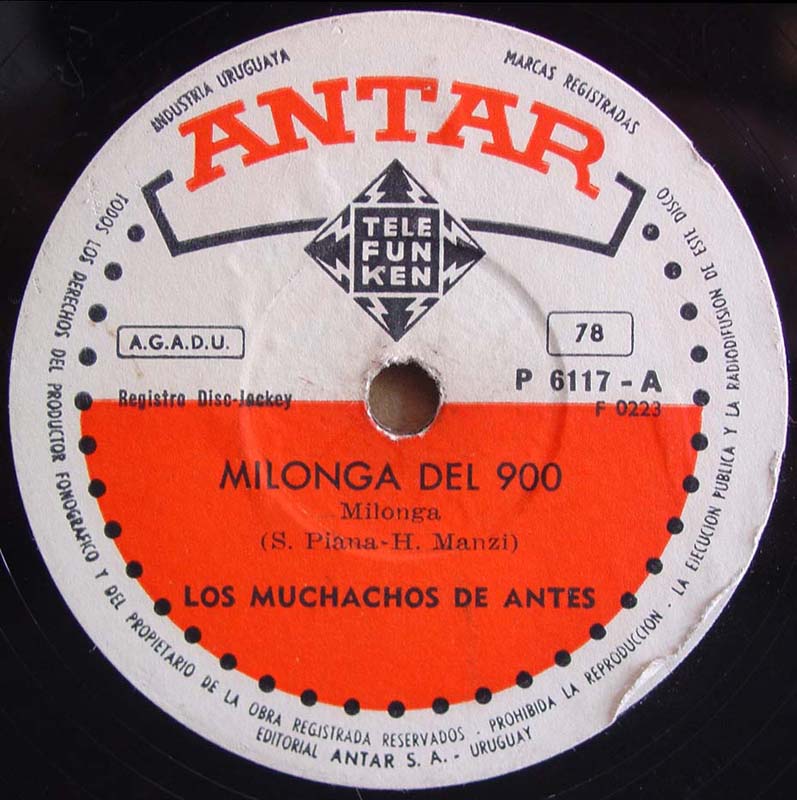 INDUSTRIA URUGUAYA
MARCAS REGISTRADAS
ANTAR
TELE
FUN
KEN
A.G.A.D.U.
78
P 6117 - A
Registro Disc-Jockey
F 0223
MILONGA DEL 900
Milonga
(S. Piana-H. Manzi)
LOS MUCHACHOS DE ANTES
TODOS LOS DERECHOS DEL PRODUCTOR FONOGRAFICO Y DEL PROPIETARIO DE LA OBRA REGISTRADA RESERVADOS - PROHIBIDA LA REPRODUCCION - LA EJECUCION PUBLICA Y LA RADIODIFUSION DE ESTE DISCO
EDITORIAL ANTAR S. A. - URUGUAY